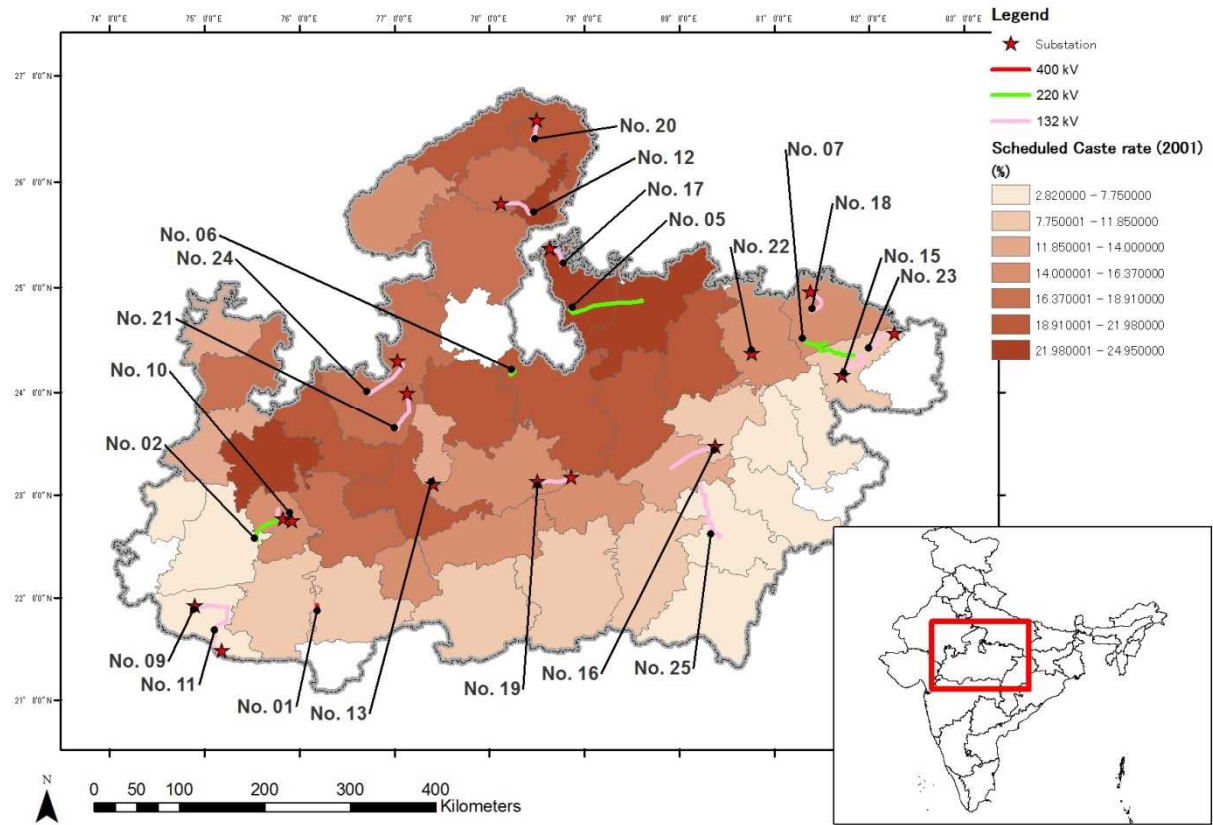 74° 0'0"E 75° 0'0"E 76° 0'0"E 77° 0'0"E 78° 0'0"E 79° 0'0"E 80° 0'0"E 81° 0'0"E 82° 0'0"E 83° 0'0"E
Legend
Substation
400 kV
220 kV
132 kV
Scheduled Caste rate (2001)
(%)
2.820000 – 7.750000
7.750001 – 11.850000
11.850001 – 14.000000
14.000001 – 16.370000
16.370001 – 18.910000
18.910001 – 21.980000
21.980001 – 24.950000
27° 0'0"N
26° 0'0"N
25° 0'0"N
24° 0'0"N
23° 0'0"N
22° 0'0"N
21° 0'0"N
No. 20
No. 12
No. 07
No. 17
No. 18
No. 05
No. 06
No. 22
No. 15
No. 24
No. 23
No. 21
No. 10
No. 02
No. 09
No. 11
No. 01
No. 13
No. 19
No. 16
No. 25
N
0 50 100 200 300 400
Kilometers